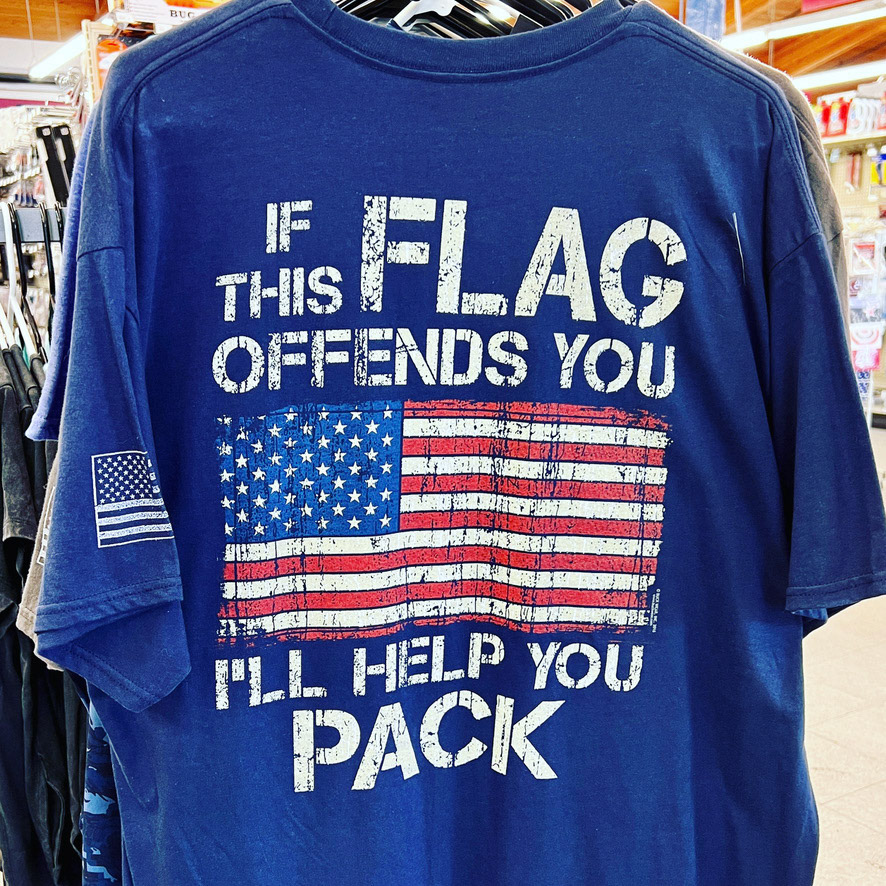 IF
THIS FLAG
OFFENDS YOU
I'LL HELP YOU
PACK